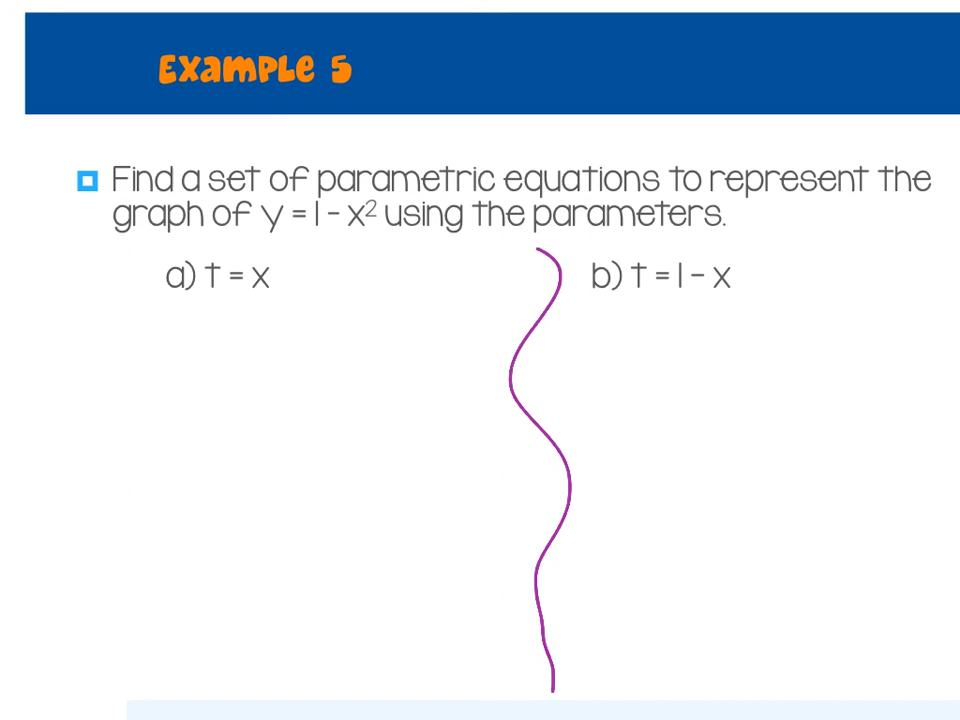 Example 5
Find a set of parametric equations to represent the
graph of y = 1 - x² using the parameters.
a) t = x
b) t = 1 - x